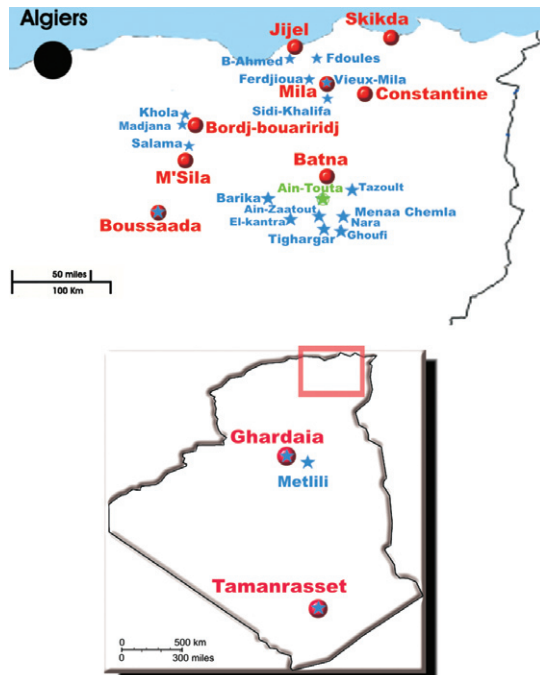 Algiers
Skikda
Jijel
B-Ahmed
Fdoules
Ferdjioua
Vieux-Mila
Mila
Constantine
Sidi-Khalifa
Khola
Madjana
Bordj-bouariridj
Salama
M'Sila
Batna
Ain-Touta
Tazoult
Barika
Ain-Zaatout
Menaa Chemla
Boussaada
El-kantra
Nara
Tighargar
Ghoufi
50 miles
100 Km
Ghardaia
Metlili
Tamanrasset
0 500 km
0 300 miles